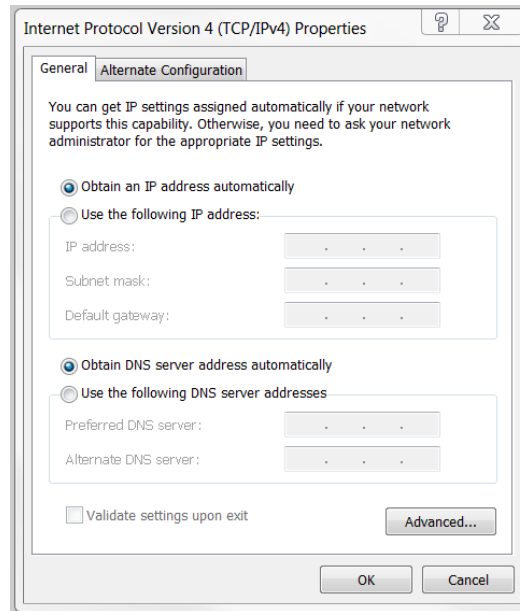 Internet Protocol Version 4 (TCP/IPv4) Properties
General
Alternate Configuration
You can get IP settings assigned automatically if your network
supports this capability. Otherwise, you need to ask your network
administrator for the appropriate IP settings.
Obtain an IP address automatically
Use the following IP address:
IP address:
Subnet mask:
Default gateway:
Obtain DNS server address automatically
Use the following DNS server addresses
Preferred DNS server:
Alternate DNS server:
Validate settings upon exit
Advanced...
OK
Cancel